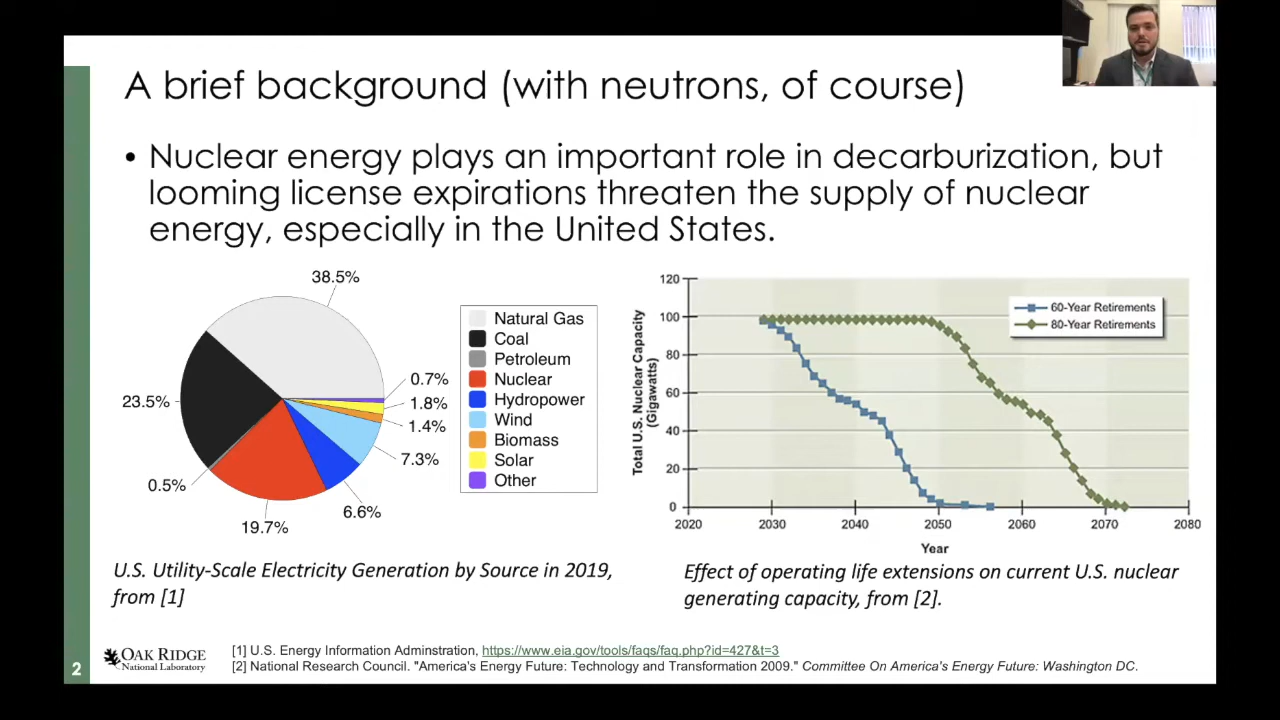 A brief background (with neutrons, of course)
• Nuclear energy plays an important role in decarburization, but
looming license expirations threaten the supply of nuclear
energy, especially in the United States.
38.5%
23.5%
0.5%
19.7%
6.6%
7.3%
1.4%
1.8%
0.7%
Natural Gas
Coal
Petroleum
Nuclear
Hydropower
Wind
Biomass
Solar
Other
U.S. Utility-Scale Electricity Generation by Source in 2019,
from [1]
Total U.S. Nuclear Capacity
(Gigawatts)
120
100
80
60
40
20
0
2020 2030 2040 2050 2060 2070 2080
Year
60-Year Retirements
80-Year Retirements
Effect of operating life extensions on current U.S. nuclear
generating capacity, from [2].
2
OAK RIDGE
National Laboratory
[1] U.S. Energy Information Adminstration, https://www.eia.gov/tools/faqs/faq.php?id=427&t=3
[2] National Research Council. "America's Energy Future: Technology and Transformation 2009." Committee On America's Energy Future: Washington DC.